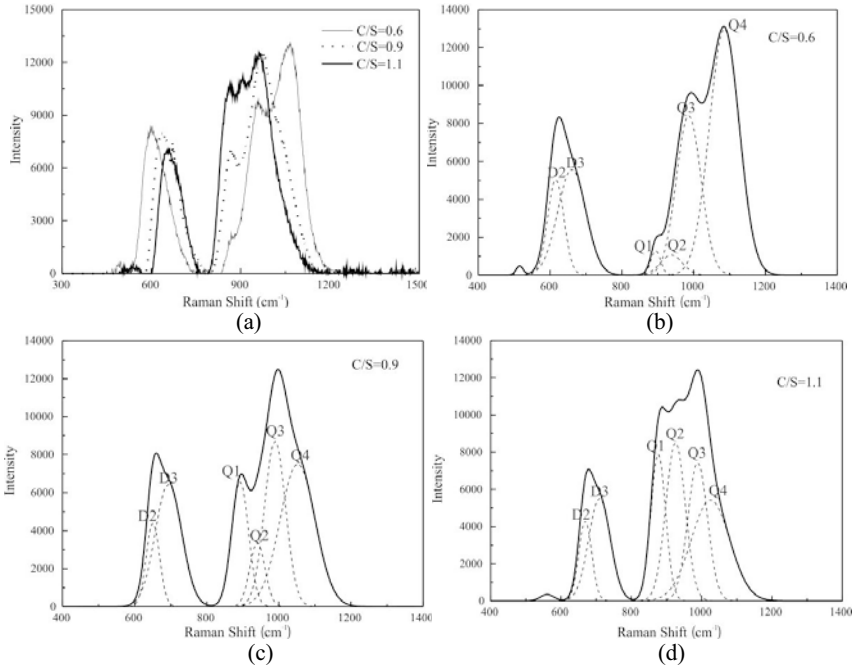 15000
12000
9000
6000
3000
0
Intensity
C/S=0.6
C/S=0.9
C/S=1.1
300 600 900 1200 1500
Raman Shift (cm-1)
(a)
14000
12000
10000
8000
6000
4000
2000
0
Intensity
C/S=0.6
Q4
Q3
D2 D3
Q1 Q2
400 600 800 1000 1200 1400
Raman Shift (cm-1)
(b)
14000
12000
10000
8000
6000
4000
2000
0
Intensity
C/S=0.9
Q3
Q4
Q1
D3
D2
Q2
400 600 800 1000 1200 1400
Raman Shift (cm-1)
(c)
14000
12000
10000
8000
6000
4000
2000
0
Intensity
C/S=1.1
Q1 Q2
Q3
Q4
D3
D2
400 600 800 1000 1200 1400
Raman Shift (cm-1)
(d)